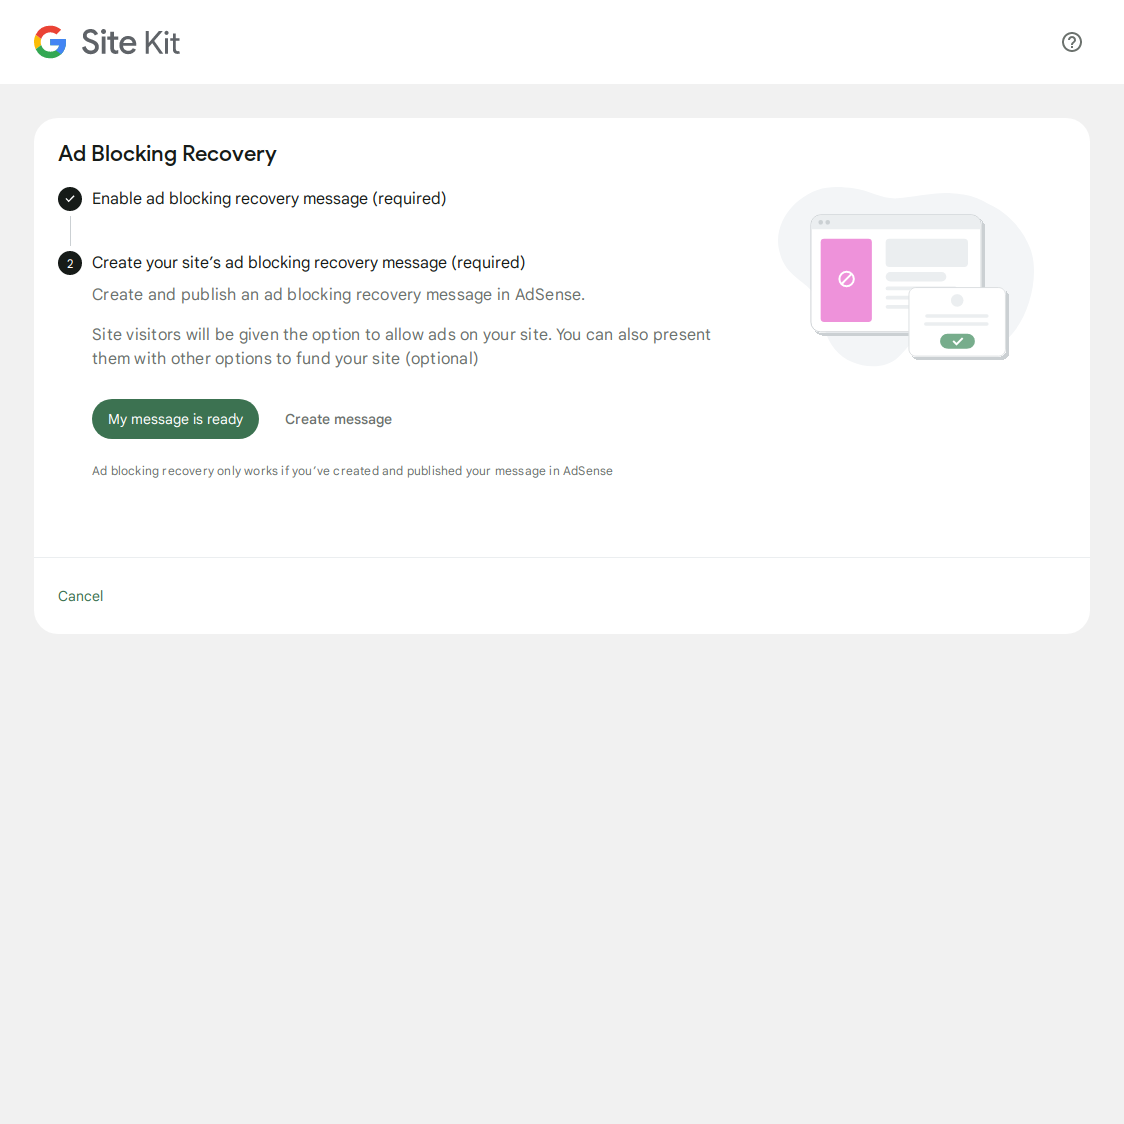 Site Kit
Ad Blocking Recovery
Enable ad blocking recovery message (required)
2
Create your site’s ad blocking recovery message (required)
Create and publish an ad blocking recovery message in AdSense.
Site visitors will be given the option to allow ads on your site. You can also present
them with other options to fund your site (optional)
My message is ready
Create message
Ad blocking recovery only works if you’ve created and published your message in AdSense
Cancel